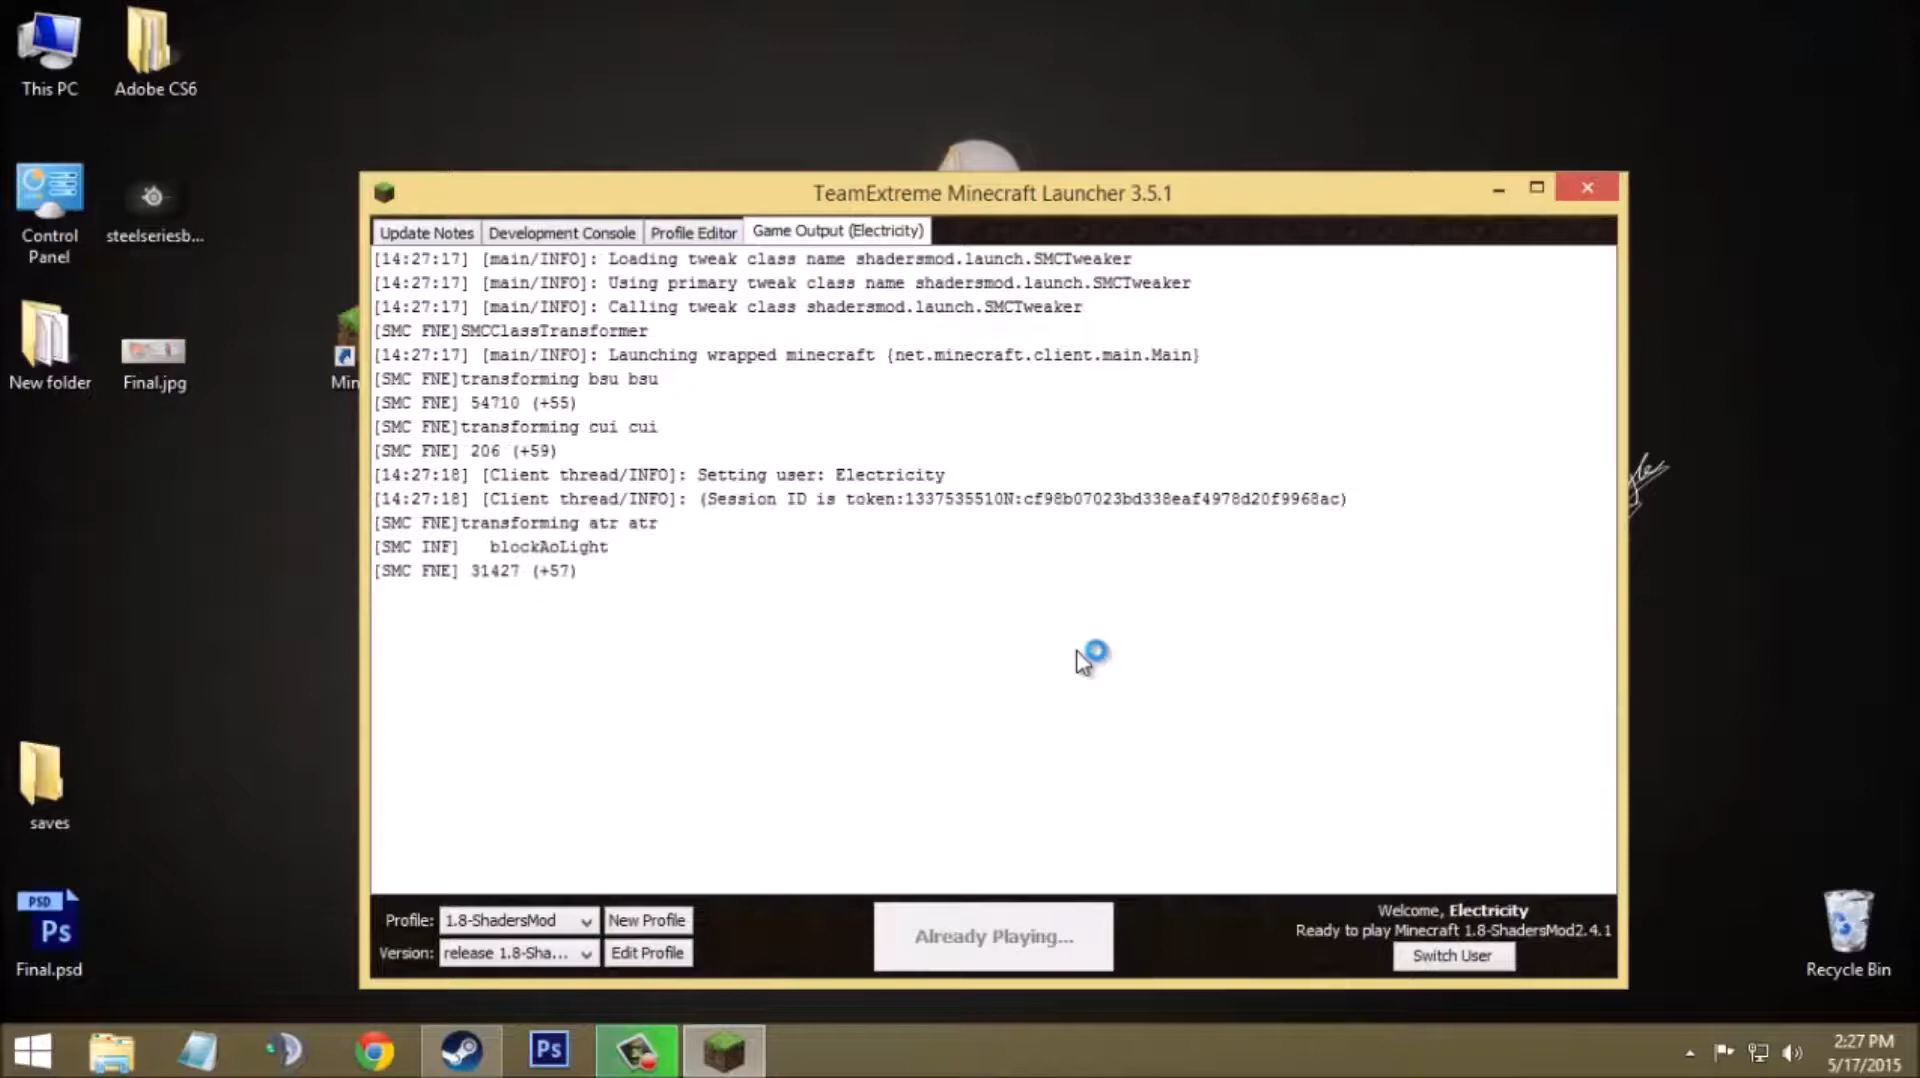 This PC
Adobe CS6
Control Panel
steelseriesb...
New folder
Final.jpg
Min
saves
PSD
Ps
Final.psd
Recycle Bin
TeamExtreme Minecraft Launcher 3.5.1
Update Notes
Development Console
Profile Editor
Game Output (Electricity)
[14:27:17] [main/INFO]: Loading tweak class name shadersmod.launch.SMCTweaker
[14:27:17] [main/INFO]: Using primary tweak class name shadersmod.launch.SMCTweaker
[14:27:17] [main/INFO]: Calling tweak class shadersmod.launch.SMCTweaker
[SMC FNE]SMCClassTransformer
[14:27:17] [main/INFO]: Launching wrapped minecraft {net.minecraft.client.main.Main}
[SMC FNE]transforming bsu bsu
[SMC FNE] 54710 (+55)
[SMC FNE]transforming cui cui
[SMC FNE] 206 (+59)
[14:27:18] [Client thread/INFO]: Setting user: Electricity
[14:27:18] [Client thread/INFO]: (Session ID is token:1337535510N:cf98b07023bd338eaf4978d20f9968ac)
[SMC FNE]transforming atr atr
[SMC INF]   blockAoLight
[SMC FNE] 31427 (+57)
Profile: 1.8-ShadersMod New Profile
Version: release 1.8-Sha... Edit Profile
Already Playing...
Welcome, Electricity
Ready to play Minecraft 1.8-ShadersMod2.4.1
Switch User
Ps
2:27 PM
5/17/2015